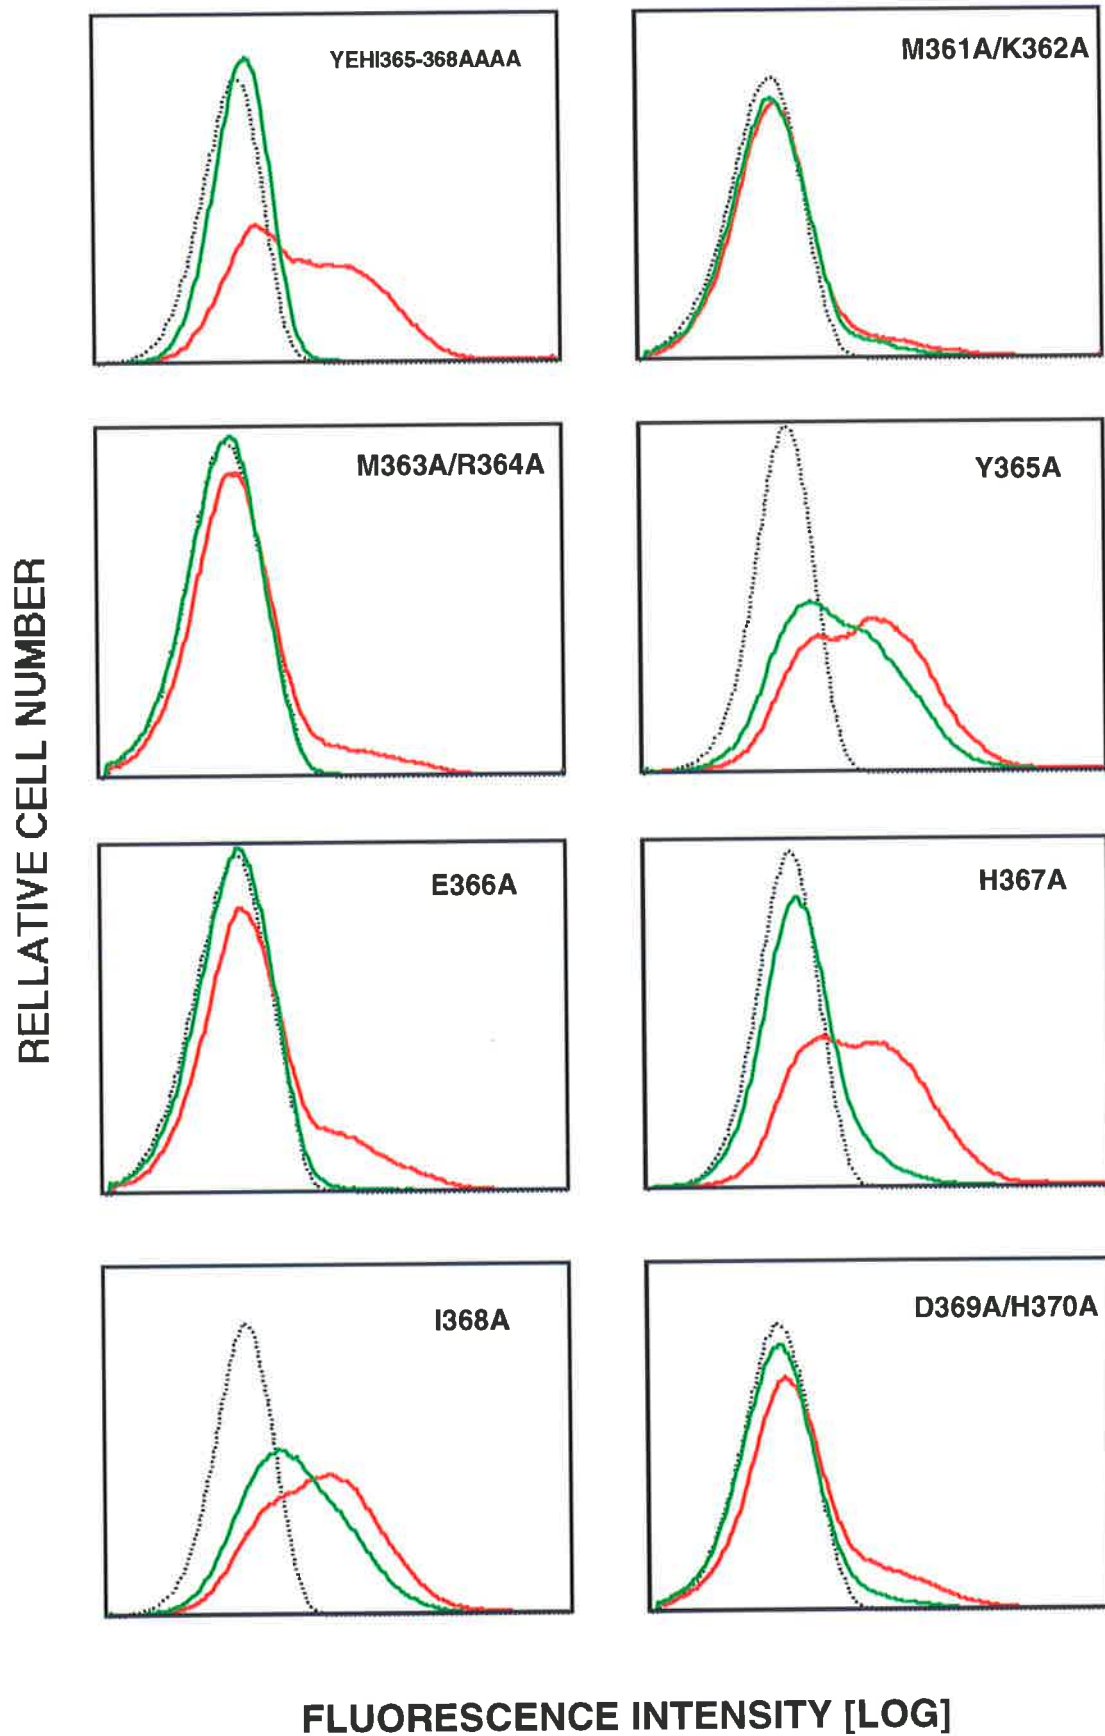 YEHI365-368AAAA
M361A/K362A
M363A/R364A
Y365A
E366A
H367A
I368A
D369A/H370A
RELLATIVE CELL NUMBER
FLUORESCENCE INTENSITY [LOG]